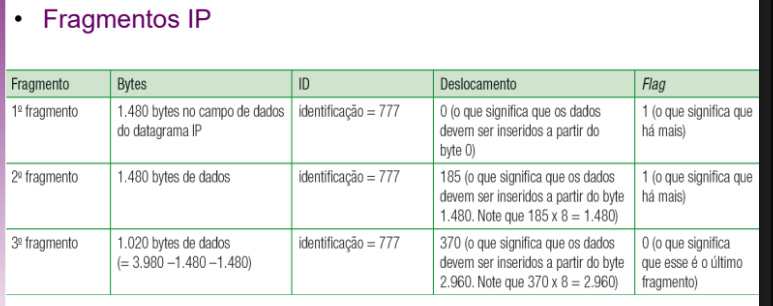 • Fragmentos IP
Fragmento Bytes ID Deslocamento Flag
1º fragmento 1.480 bytes no campo de dados identificação = 777 0 (o que significa que os dados 1 (o que significa que
do datagrama IP devem ser inseridos a partir do há mais)
byte 0)
2º fragmento 1.480 bytes de dados identificação = 777 185 (o que significa que os dados 1 (o que significa que
devem ser inseridos a partir do byte há mais)
1.480. Note que 185 x 8 = 1.480)
3º fragmento 1.020 bytes de dados identificação = 777 370 (o que significa que os dados 0 (o que significa
(= 3.980 –1.480 –1.480) devem ser inseridos a partir do byte que esse é o último
2.960. Note que 370 x 8 = 2.960) fragmento)